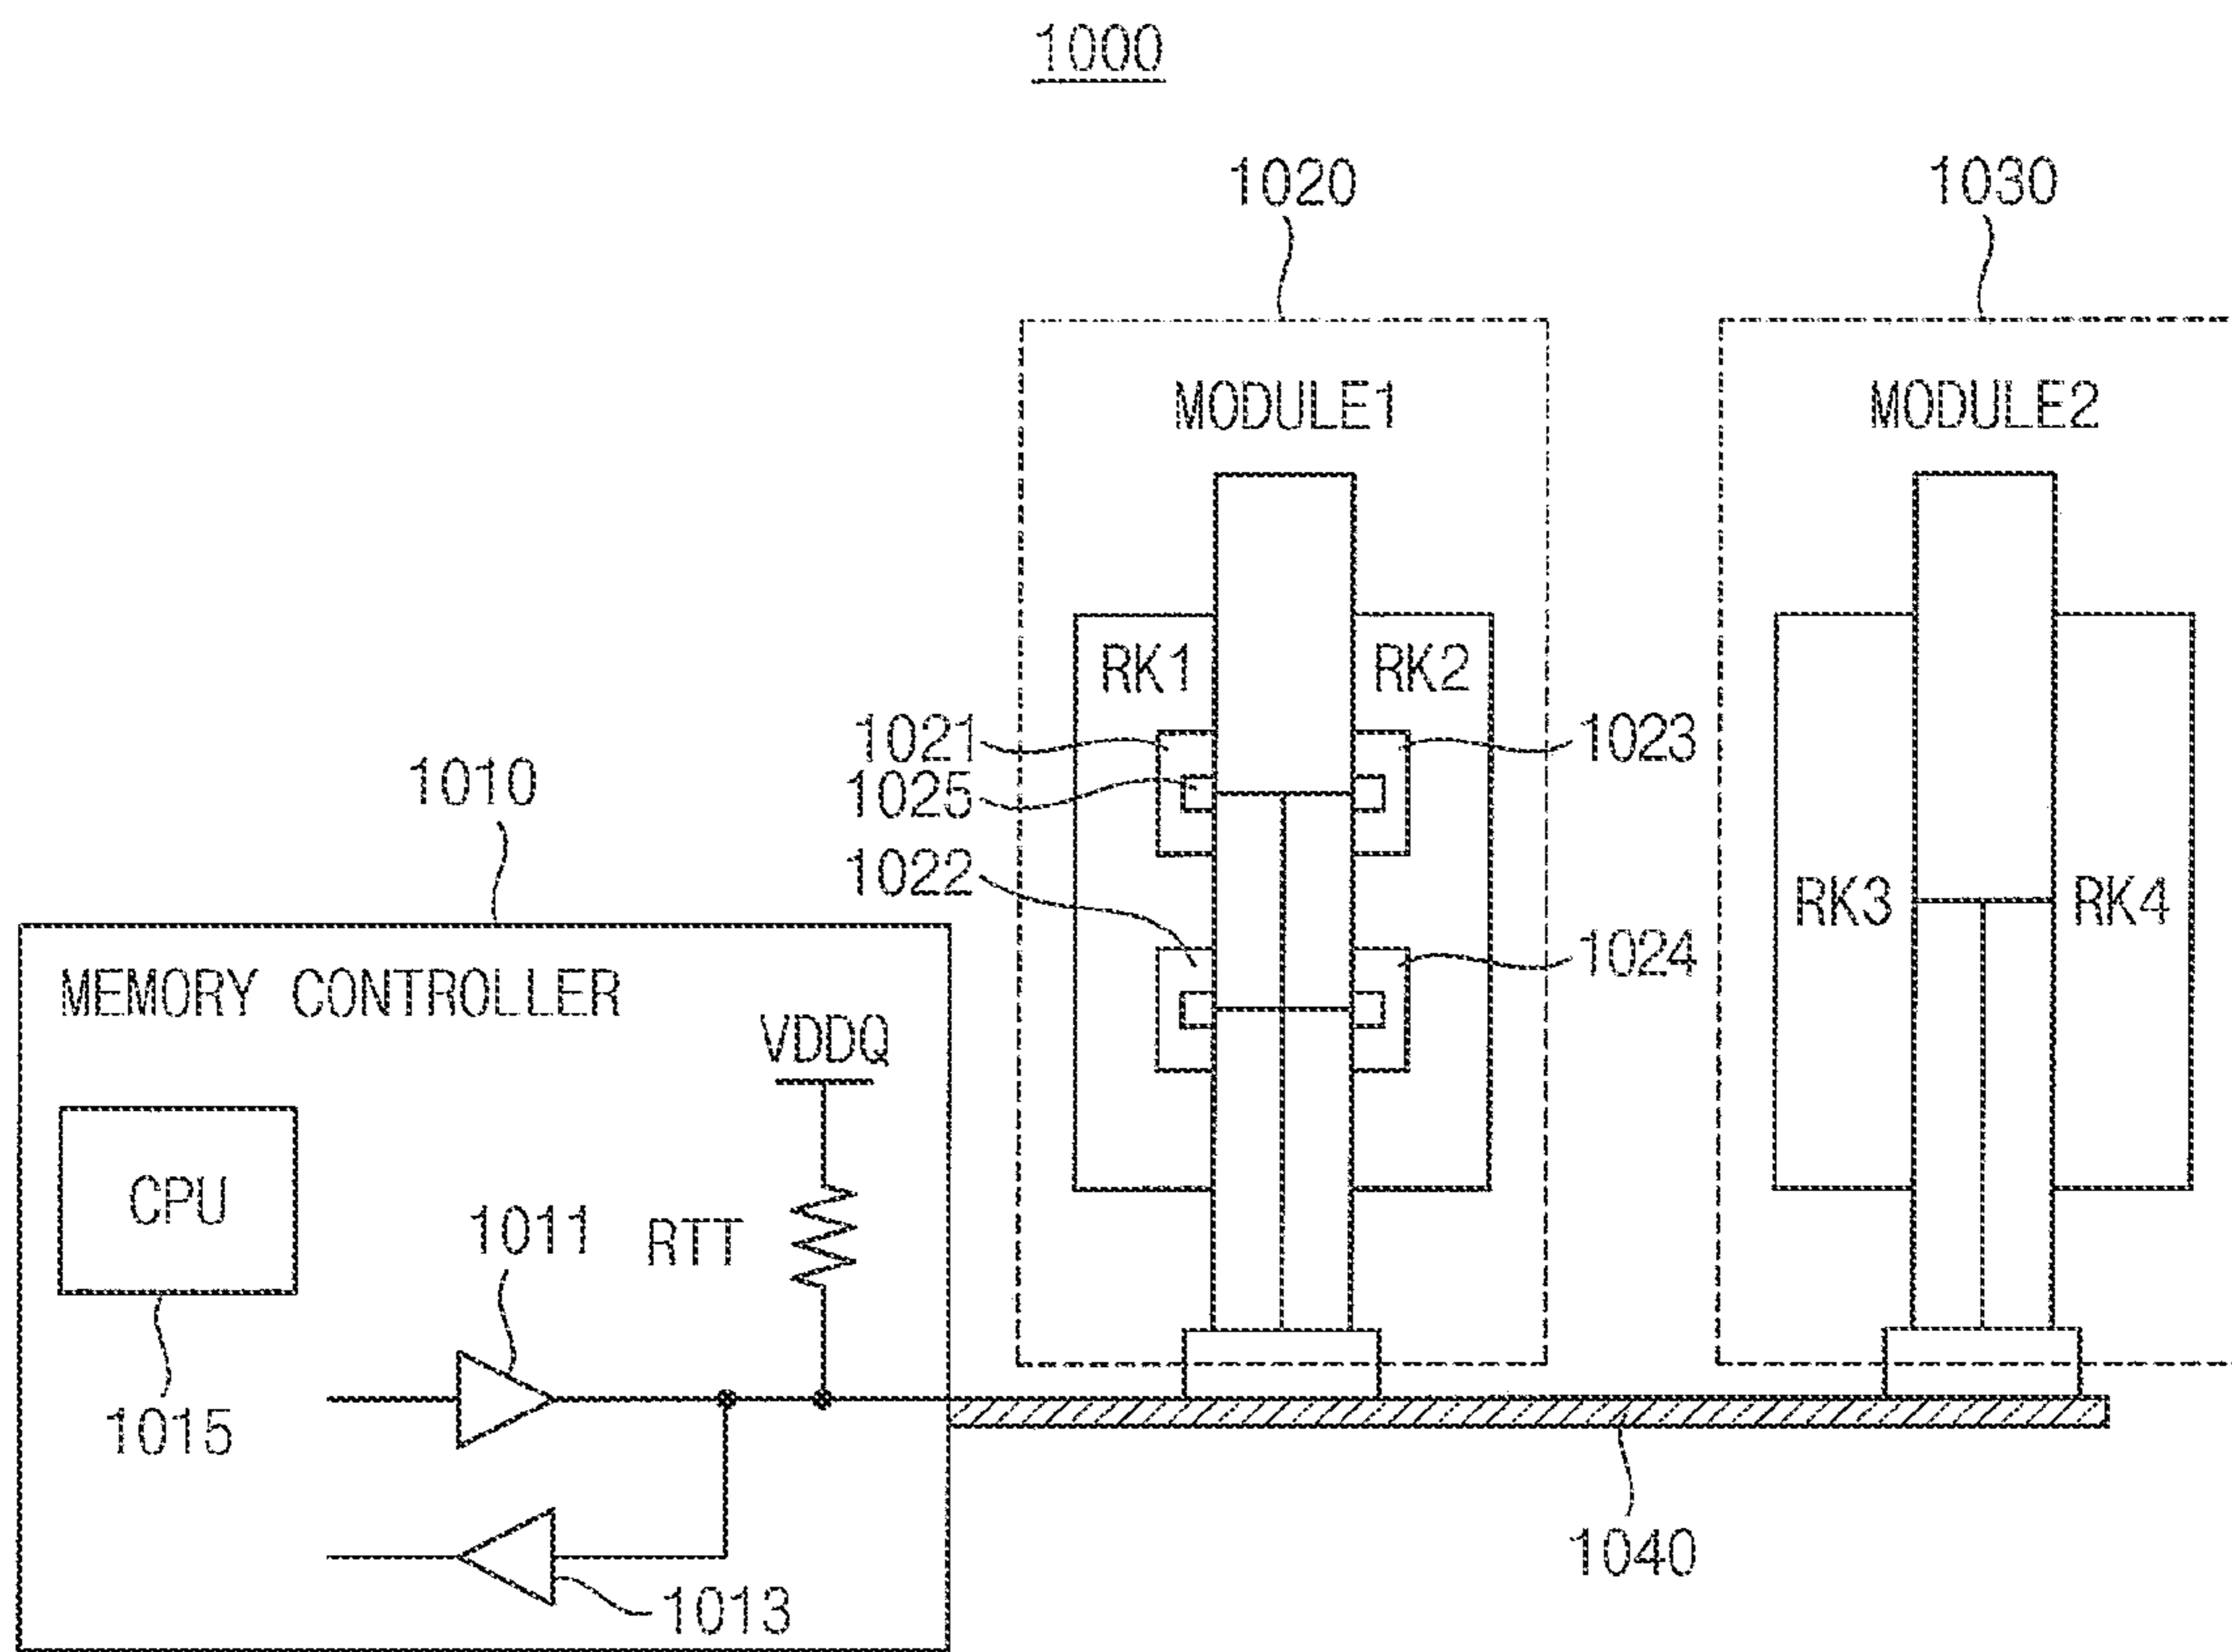 1000
1020
1030
MODULE1
MODULE2
RK1
RK2
1021
1023
1025
1010
1022
RK3
RK4
1024
MEMORY CONTROLLER
VDDQ
CPU
1011
RTT
1015
1040
1013